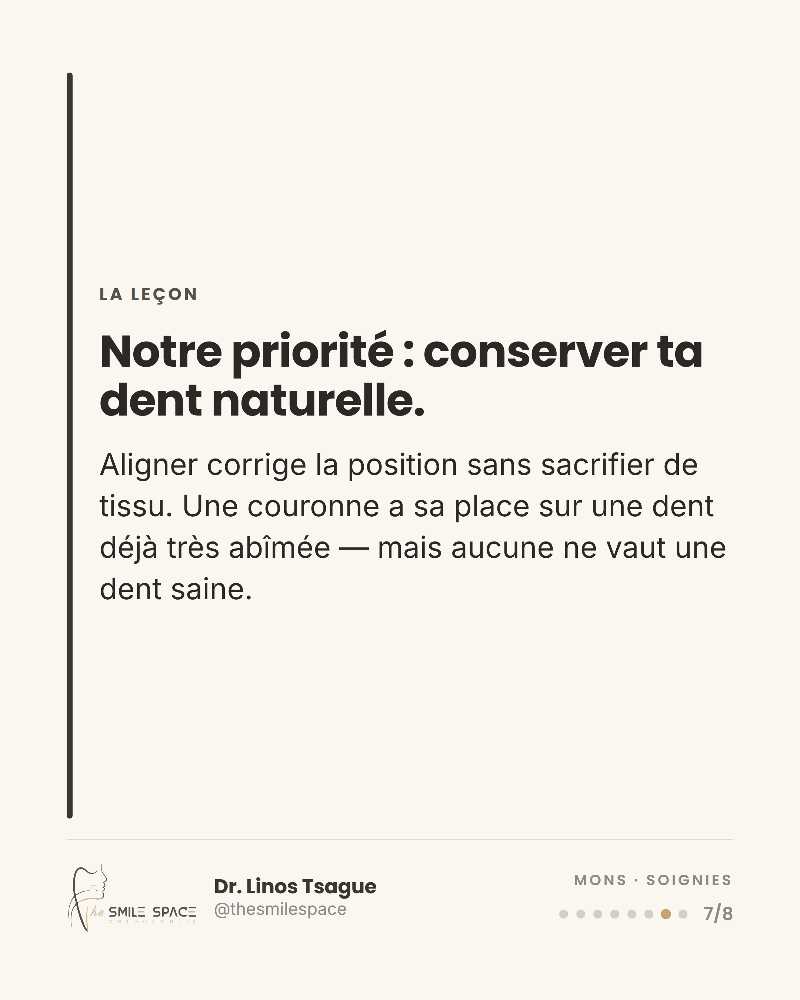 LA LEÇON
Notre priorité : conserver ta
dent naturelle.
Aligner corrige la position sans sacrifier de
tissu. Une couronne a sa place sur une dent
déjà très abîmée — mais aucune ne vaut une
dent saine.
he SMILE SPACE
ORTHODONTIE
Dr. Linos Tsague
@thesmilespace
MONS · SOIGNIES
7/8